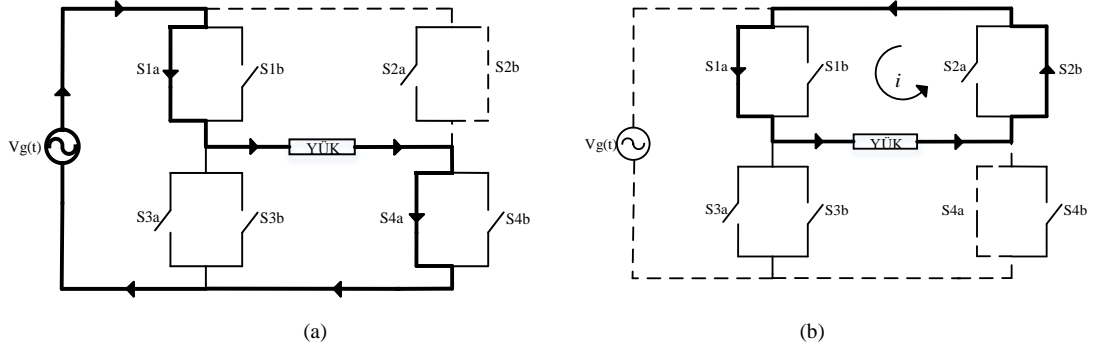 S1a
S1b
S2a
S2b
Vg(t)
YÜK
S3a
S3b
S4a
S4b
(a)
S1a
S1b
S2a
S2b
i
Vg(t)
YÜK
S3a
S3b
S4a
S4b
(b)